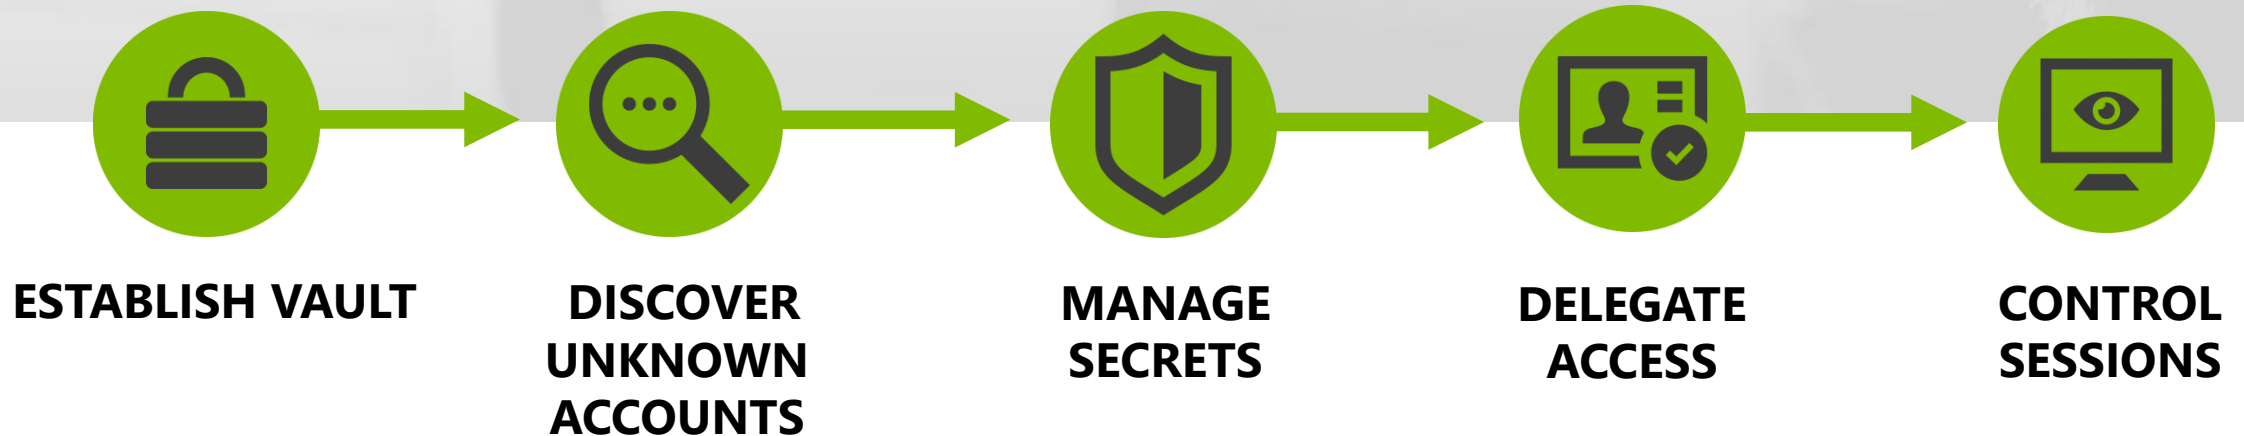 ESTABLISH VAULT
DISCOVER
UNKNOWN
ACCOUNTS
MANAGE
SECRETS
DELEGATE
ACCESS
CONTROL
SESSIONS